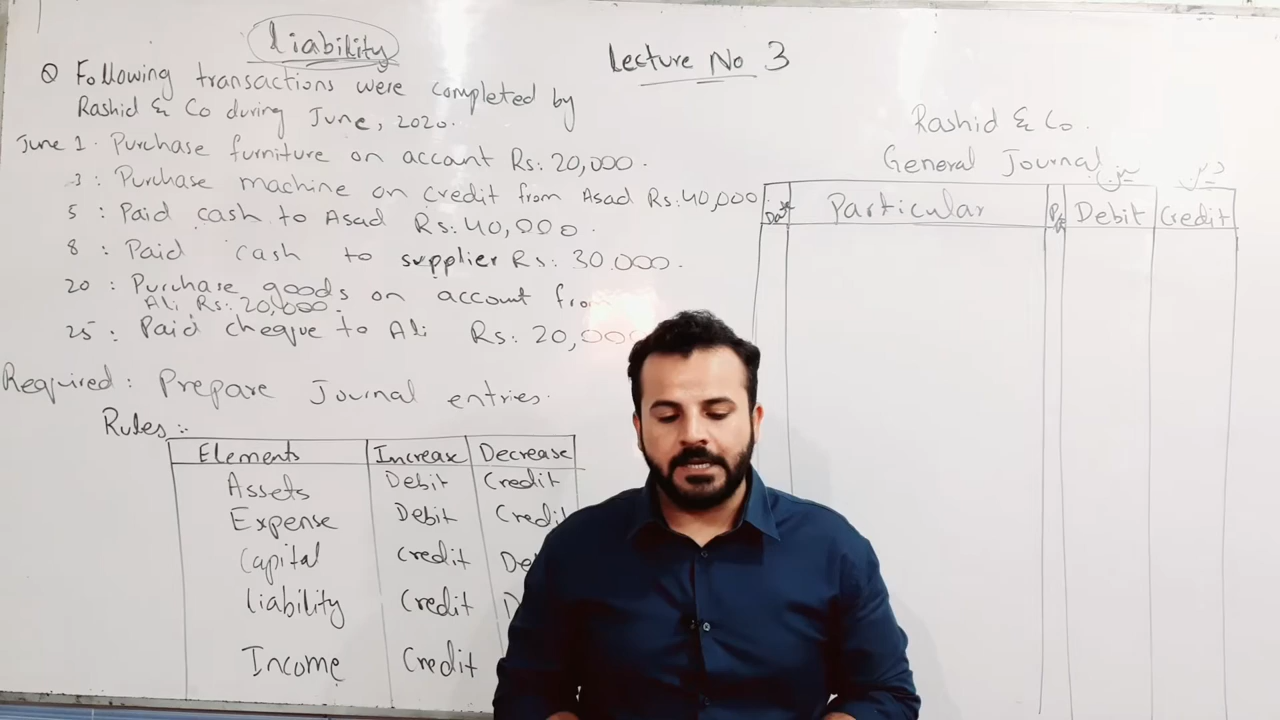 Liability
Lecture No 3
Q Following transactions were completed by
Rashid & Co during June, 2020.
June 1. Purchase furniture on account Rs: 20,000.
3: Purchase machine on credit from Asad Rs: 40,000
5: Paid cash to Asad Rs: 40,000.
8: Paid cash to supplier Rs: 30.000.
20: Purchase goods on account from
Ali Rs: 20,000.
25: Paid cheque to Ali Rs: 20,000
Required: Prepare Journal entries.
Rules:-
Elements Increase Decrease
Assets Debit Credit
Expense Debit Credit
Capital Credit De
Liability Credit D
Income Credit
Rashid & Co.
General Journal
Date Particular Debit Credit